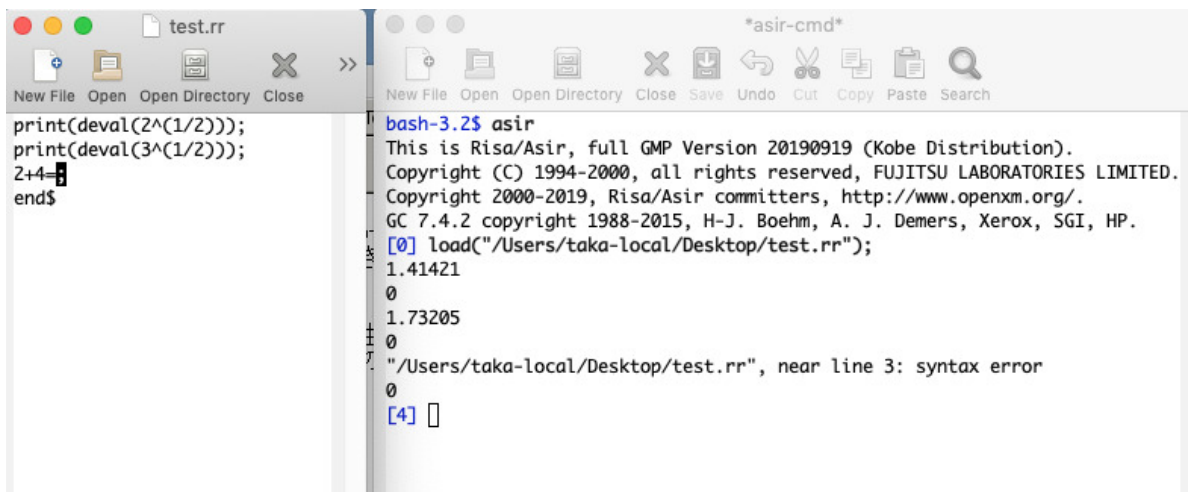 test.rr
New File Open Open Directory Close
print(deval(2^(1/2)));
print(deval(3^(1/2)));
2+4=;
end$
*asir-cmd*
New File Open Open Directory Close Save Undo Cut Copy Paste Search
bash-3.2$ asir
This is Risa/Asir, full GMP Version 20190919 (Kobe Distribution).
Copyright (C) 1994-2000, all rights reserved, FUJITSU LABORATORIES LIMITED.
Copyright 2000-2019, Risa/Asir committers, http://www.openxm.org/.
GC 7.4.2 copyright 1988-2015, H-J. Boehm, A. J. Demers, Xerox, SGI, HP.
[0] load("/Users/taka-local/Desktop/test.rr");
1.41421
0
1.73205
0
"/Users/taka-local/Desktop/test.rr", near line 3: syntax error
0
[4]